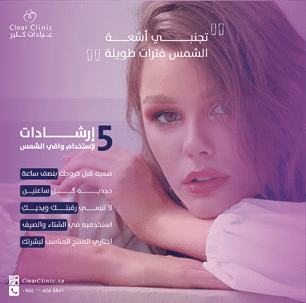 Clear Clinic
عيادات كلير
تجنبي أشعة
الشمس فترات طويلة
5 إرشادات
لإستخدام واقي الشمس
ضعيه قبل خروجك بنصف ساعة
جدديه كل ساعتين
لا تنسي رقبتك ويديك
استخدميه في الشتاء والصيف
اختاري المنتج المناسب لبشرتك
ClearClinic.sa